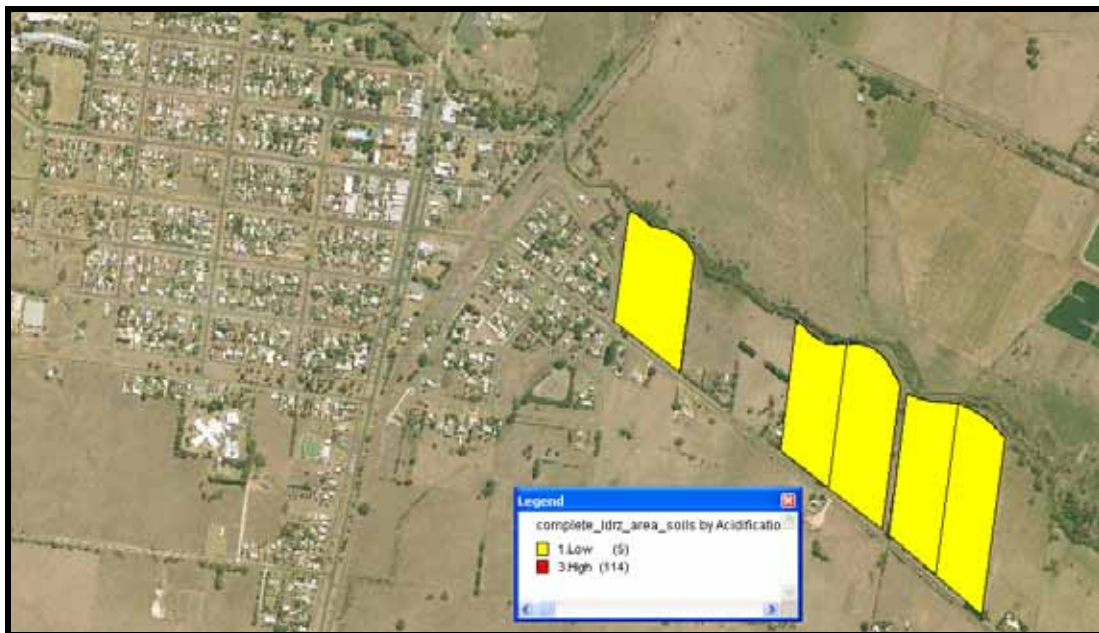 Legend
complete_ldrz_area_soils by Acidificatio
1.Low (5)
3.High (114)